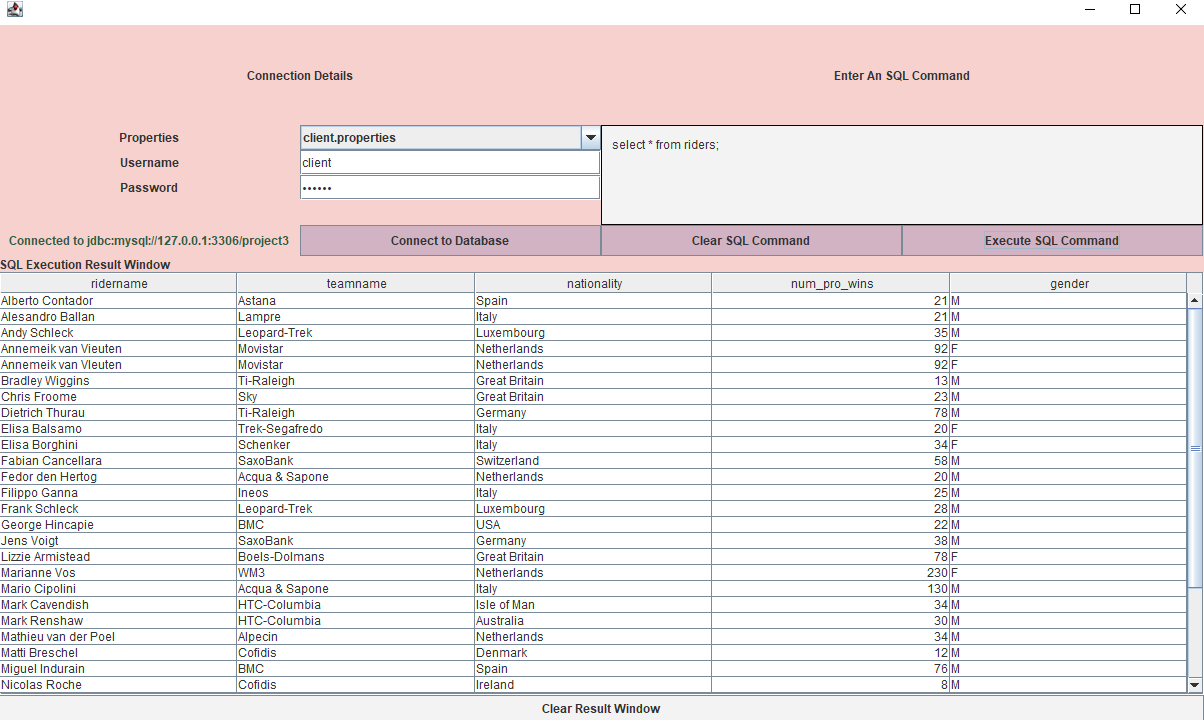 Connection Details Enter An SQL Command
Properties client.properties select * from riders;
Username client
Password ••••••
Connected to jdbc:mysql://127.0.0.1:3306/project3 Connect to Database Clear SQL Command Execute SQL Command
SQL Execution Result Window
ridername teamname nationality num_pro_wins gender
Alberto Contador Astana Spain 21 M
Alesandro Ballan Lampre Italy 21 M
Andy Schleck Leopard-Trek Luxembourg 35 M
Annemeik van Vieuten Movistar Netherlands 92 F
Annemeik van Vleuten Movistar Netherlands 92 F
Bradley Wiggins Ti-Raleigh Great Britain 13 M
Chris Froome Sky Great Britain 23 M
Dietrich Thurau Ti-Raleigh Germany 78 M
Elisa Balsamo Trek-Segafredo Italy 20 F
Elisa Borghini Schenker Italy 34 F
Fabian Cancellara SaxoBank Switzerland 58 M
Fedor den Hertog Acqua & Sapone Netherlands 20 M
Filippo Ganna Ineos Italy 25 M
Frank Schleck Leopard-Trek Luxembourg 28 M
George Hincapie BMC USA 22 M
Jens Voigt SaxoBank Germany 38 M
Lizzie Armistead Boels-Dolmans Great Britain 78 F
Marianne Vos WM3 Netherlands 230 F
Mario Cipolini Acqua & Sapone Italy 130 M
Mark Cavendish HTC-Columbia Isle of Man 34 M
Mark Renshaw HTC-Columbia Australia 30 M
Mathieu van der Poel Alpecin Netherlands 34 M
Matti Breschel Cofidis Denmark 12 M
Miguel Indurain BMC Spain 76 M
Nicolas Roche Cofidis Ireland 8 M
Clear Result Window